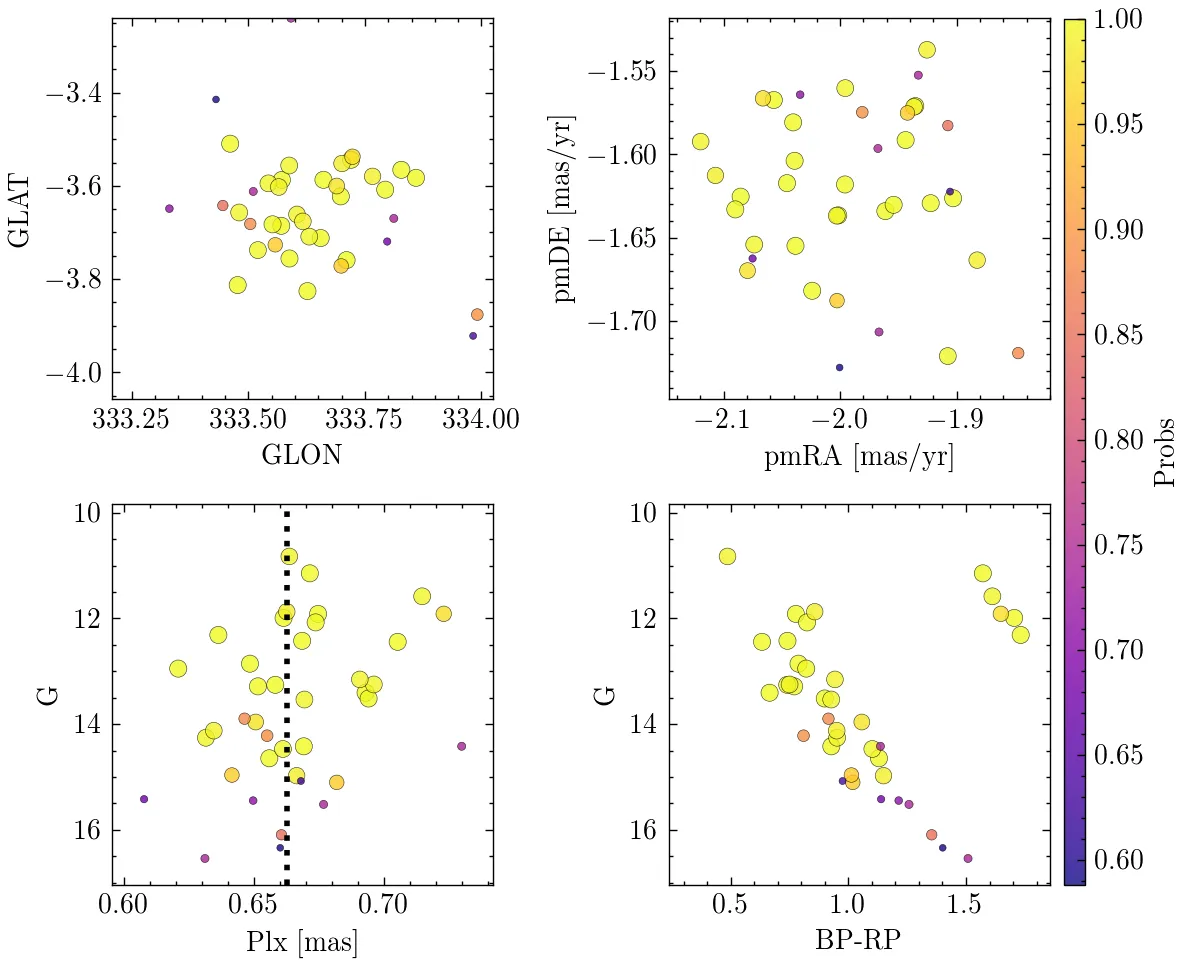 −3.4
−3.6
−3.8
−4.0
GLAT
333.25 333.50 333.75 334.00
GLON
−1.55
−1.60
−1.65
−1.70
pmDE [mas/yr]
−2.1 −2.0 −1.9
pmRA [mas/yr]
10
12
14
16
G
0.60 0.65 0.70
Plx [mas]
10
12
14
16
G
0.5 1.0 1.5
BP-RP
1.00
0.95
0.90
0.85
0.80
0.75
0.70
0.65
0.60
Probs